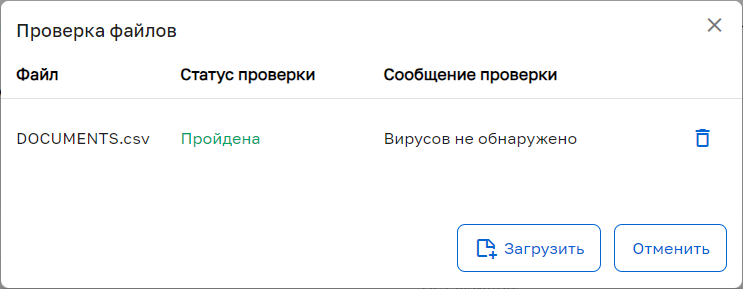 Проверка файлов
Файл Статус проверки Сообщение проверки
DOCUMENTS.csv Пройдена Вирусов не обнаружено
Загрузить Отменить